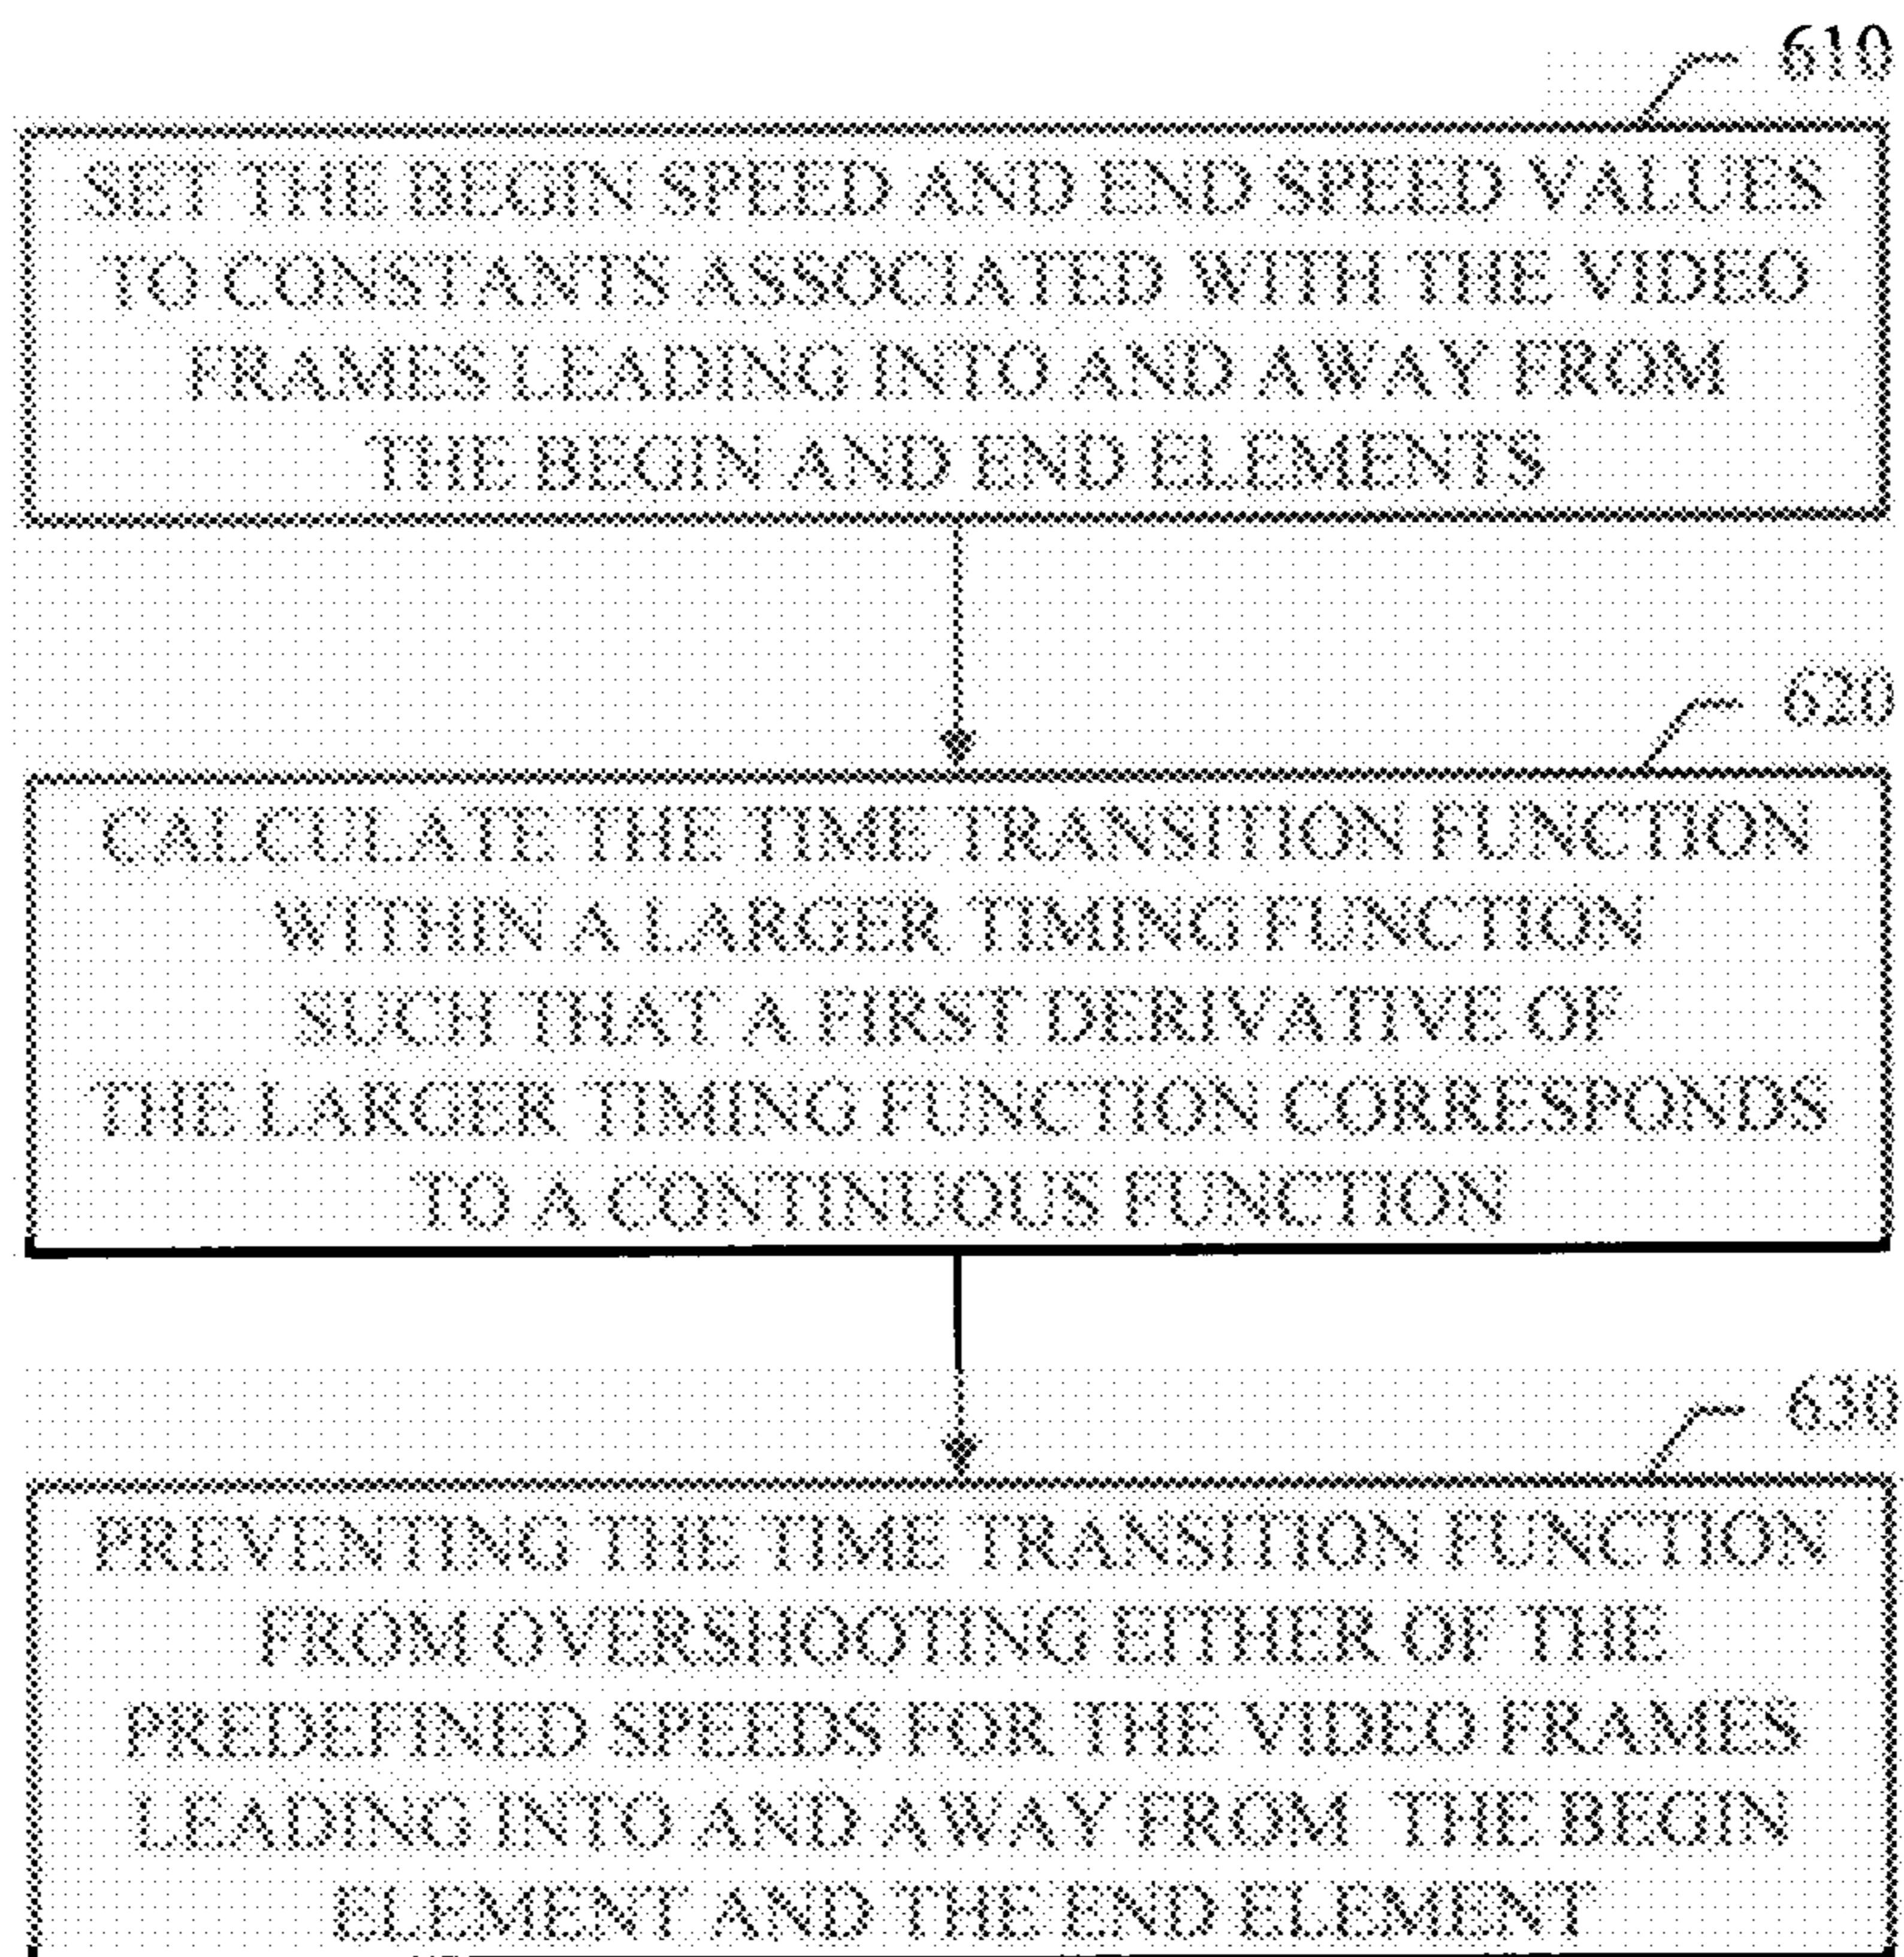 610
SET THE BEGIN SPEED AND END SPEED VALUES
TO CONSTANTS ASSOCIATED WITH THE VIDEO
FRAMES LEADING INTO AND AWAY FROM
THE BEGIN AND END ELEMENTS
620
CALCULATE THE TIME TRANSITION FUNCTION
WITHIN A LARGER TIMING FUNCTION
SUCH THAT A FIRST DERIVATIVE OF
THE LARGER TIMING FUNCTION CORRESPONDS
TO A CONTINUOUS FUNCTION
630
PREVENTING THE TIME TRANSITION FUNCTION
FROM OVERSHOOTING EITHER OF THE
PREDEFINED SPEEDS FOR THE VIDEO FRAMES
LEADING INTO AND AWAY FROM THE BEGIN
ELEMENT AND THE END ELEMENT